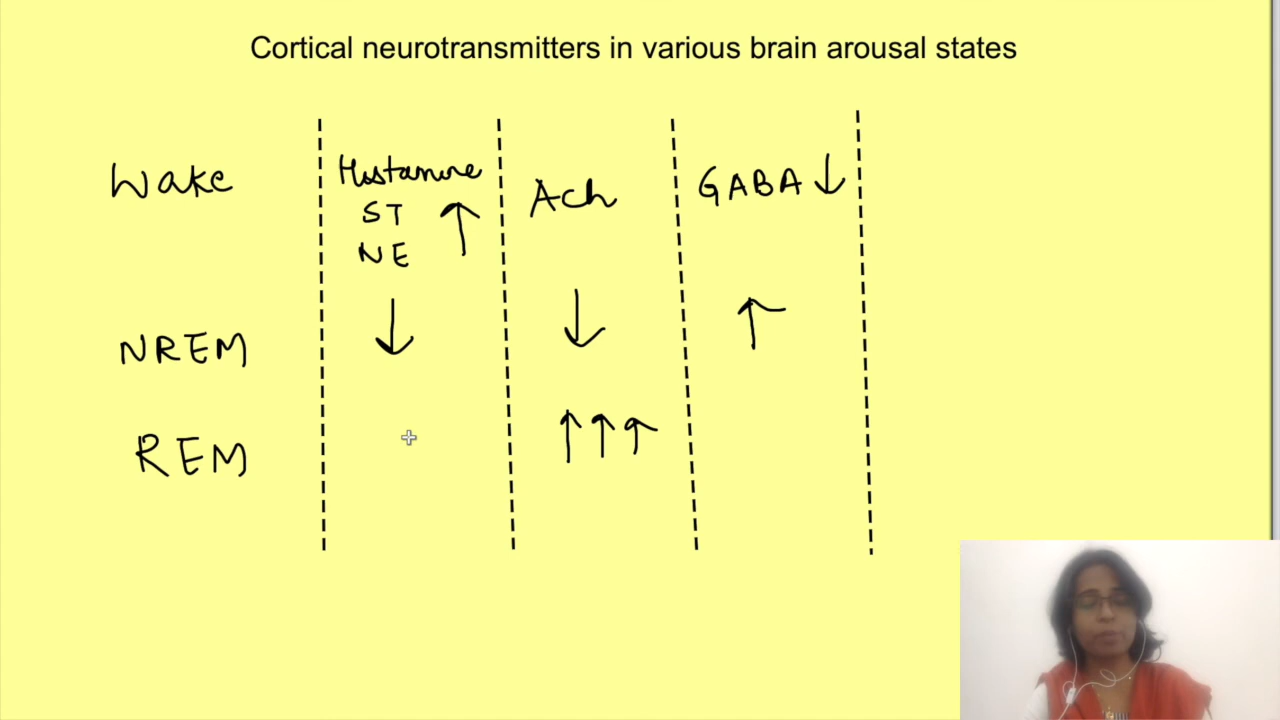 Cortical neurotransmitters in various brain arousal states
Wake Histamine ST NE ↑ Ach GABA ↓
NREM ↓ ↓ ↑
REM ↑↑↑